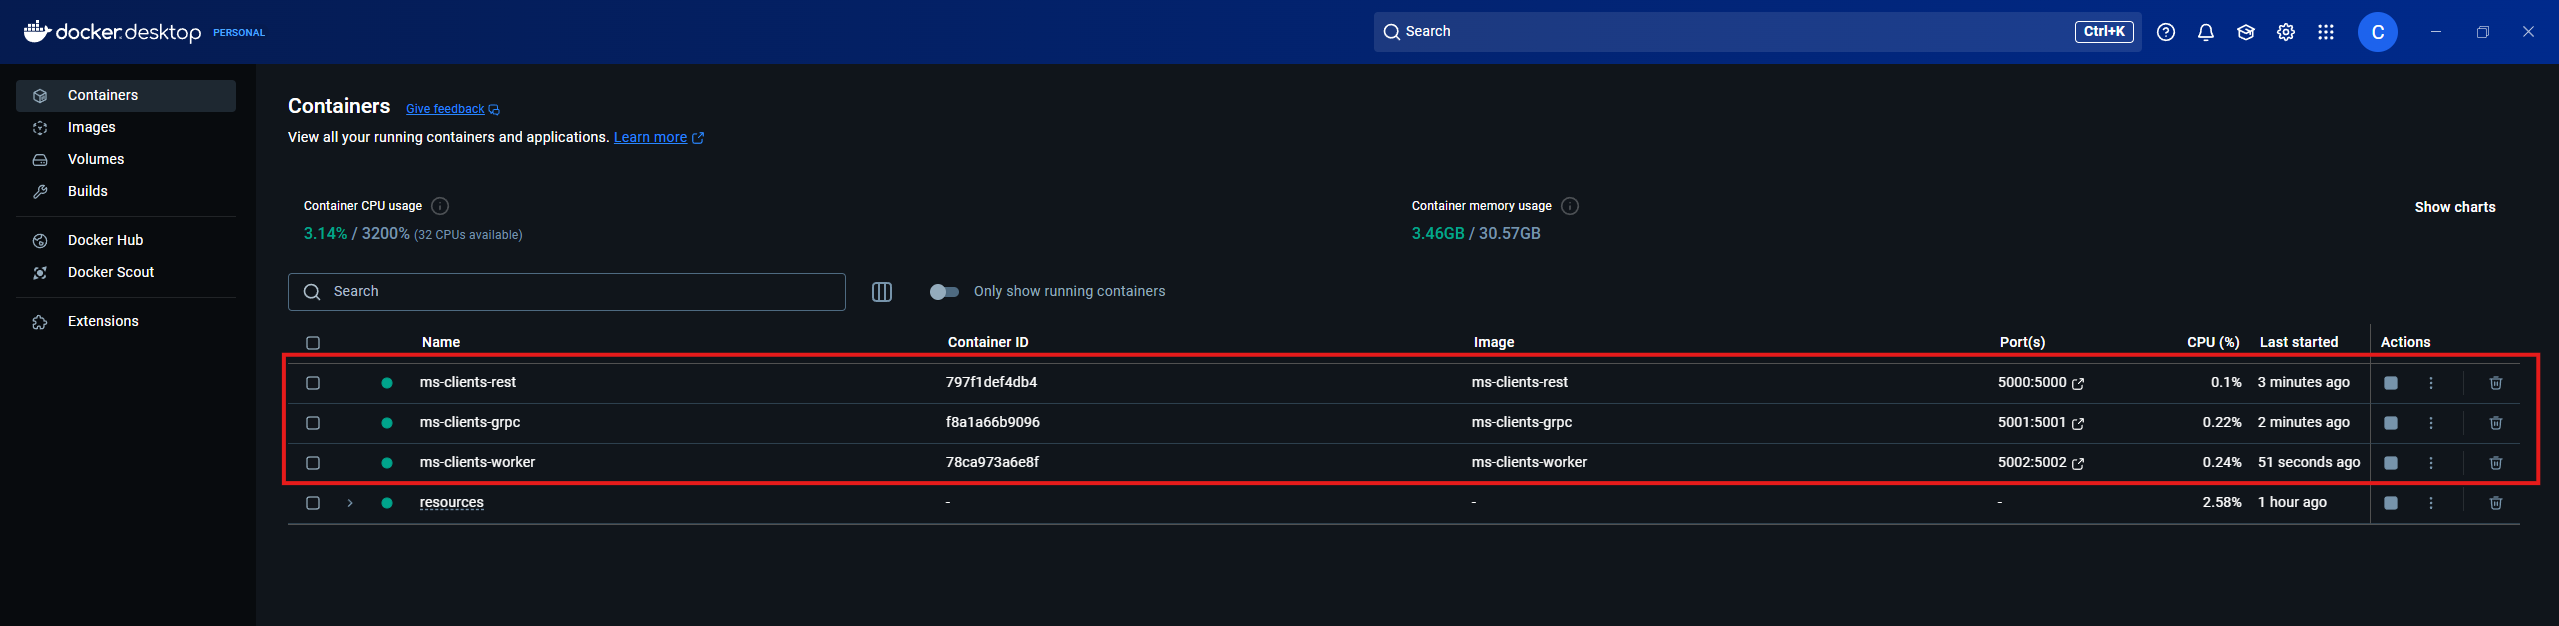 docker.desktop PERSONAL
Search Ctrl+K
C
Containers
Images
Volumes
Builds
Docker Hub
Docker Scout
Extensions
Containers Give feedback
View all your running containers and applications. Learn more
Container CPU usage
3.14% / 3200% (32 CPUs available)
Container memory usage
3.46GB / 30.57GB
Show charts
Search
Only show running containers
Name Container ID Image Port(s) CPU (%) Last started Actions
ms-clients-rest 797f1def4db4 ms-clients-rest 5000:5000 0.1% 3 minutes ago
ms-clients-grpc f8a1a66b9096 ms-clients-grpc 5001:5001 0.22% 2 minutes ago
ms-clients-worker 78ca973a6e8f ms-clients-worker 5002:5002 0.24% 51 seconds ago
resources - - - 2.58% 1 hour ago